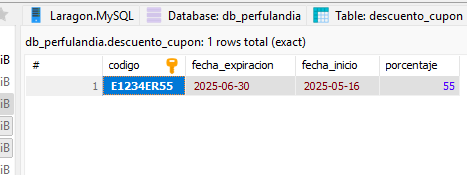 Laragon.MySQL Database: db_perfulandia Table: descuento_cupon
db_perfulandia.descuento_cupon: 1 rows total (exact)
# codigo fecha_expiracion fecha_inicio porcentaje
1 E1234ER55 2025-06-30 2025-05-16 55
iB
iB
iB
iB
iB